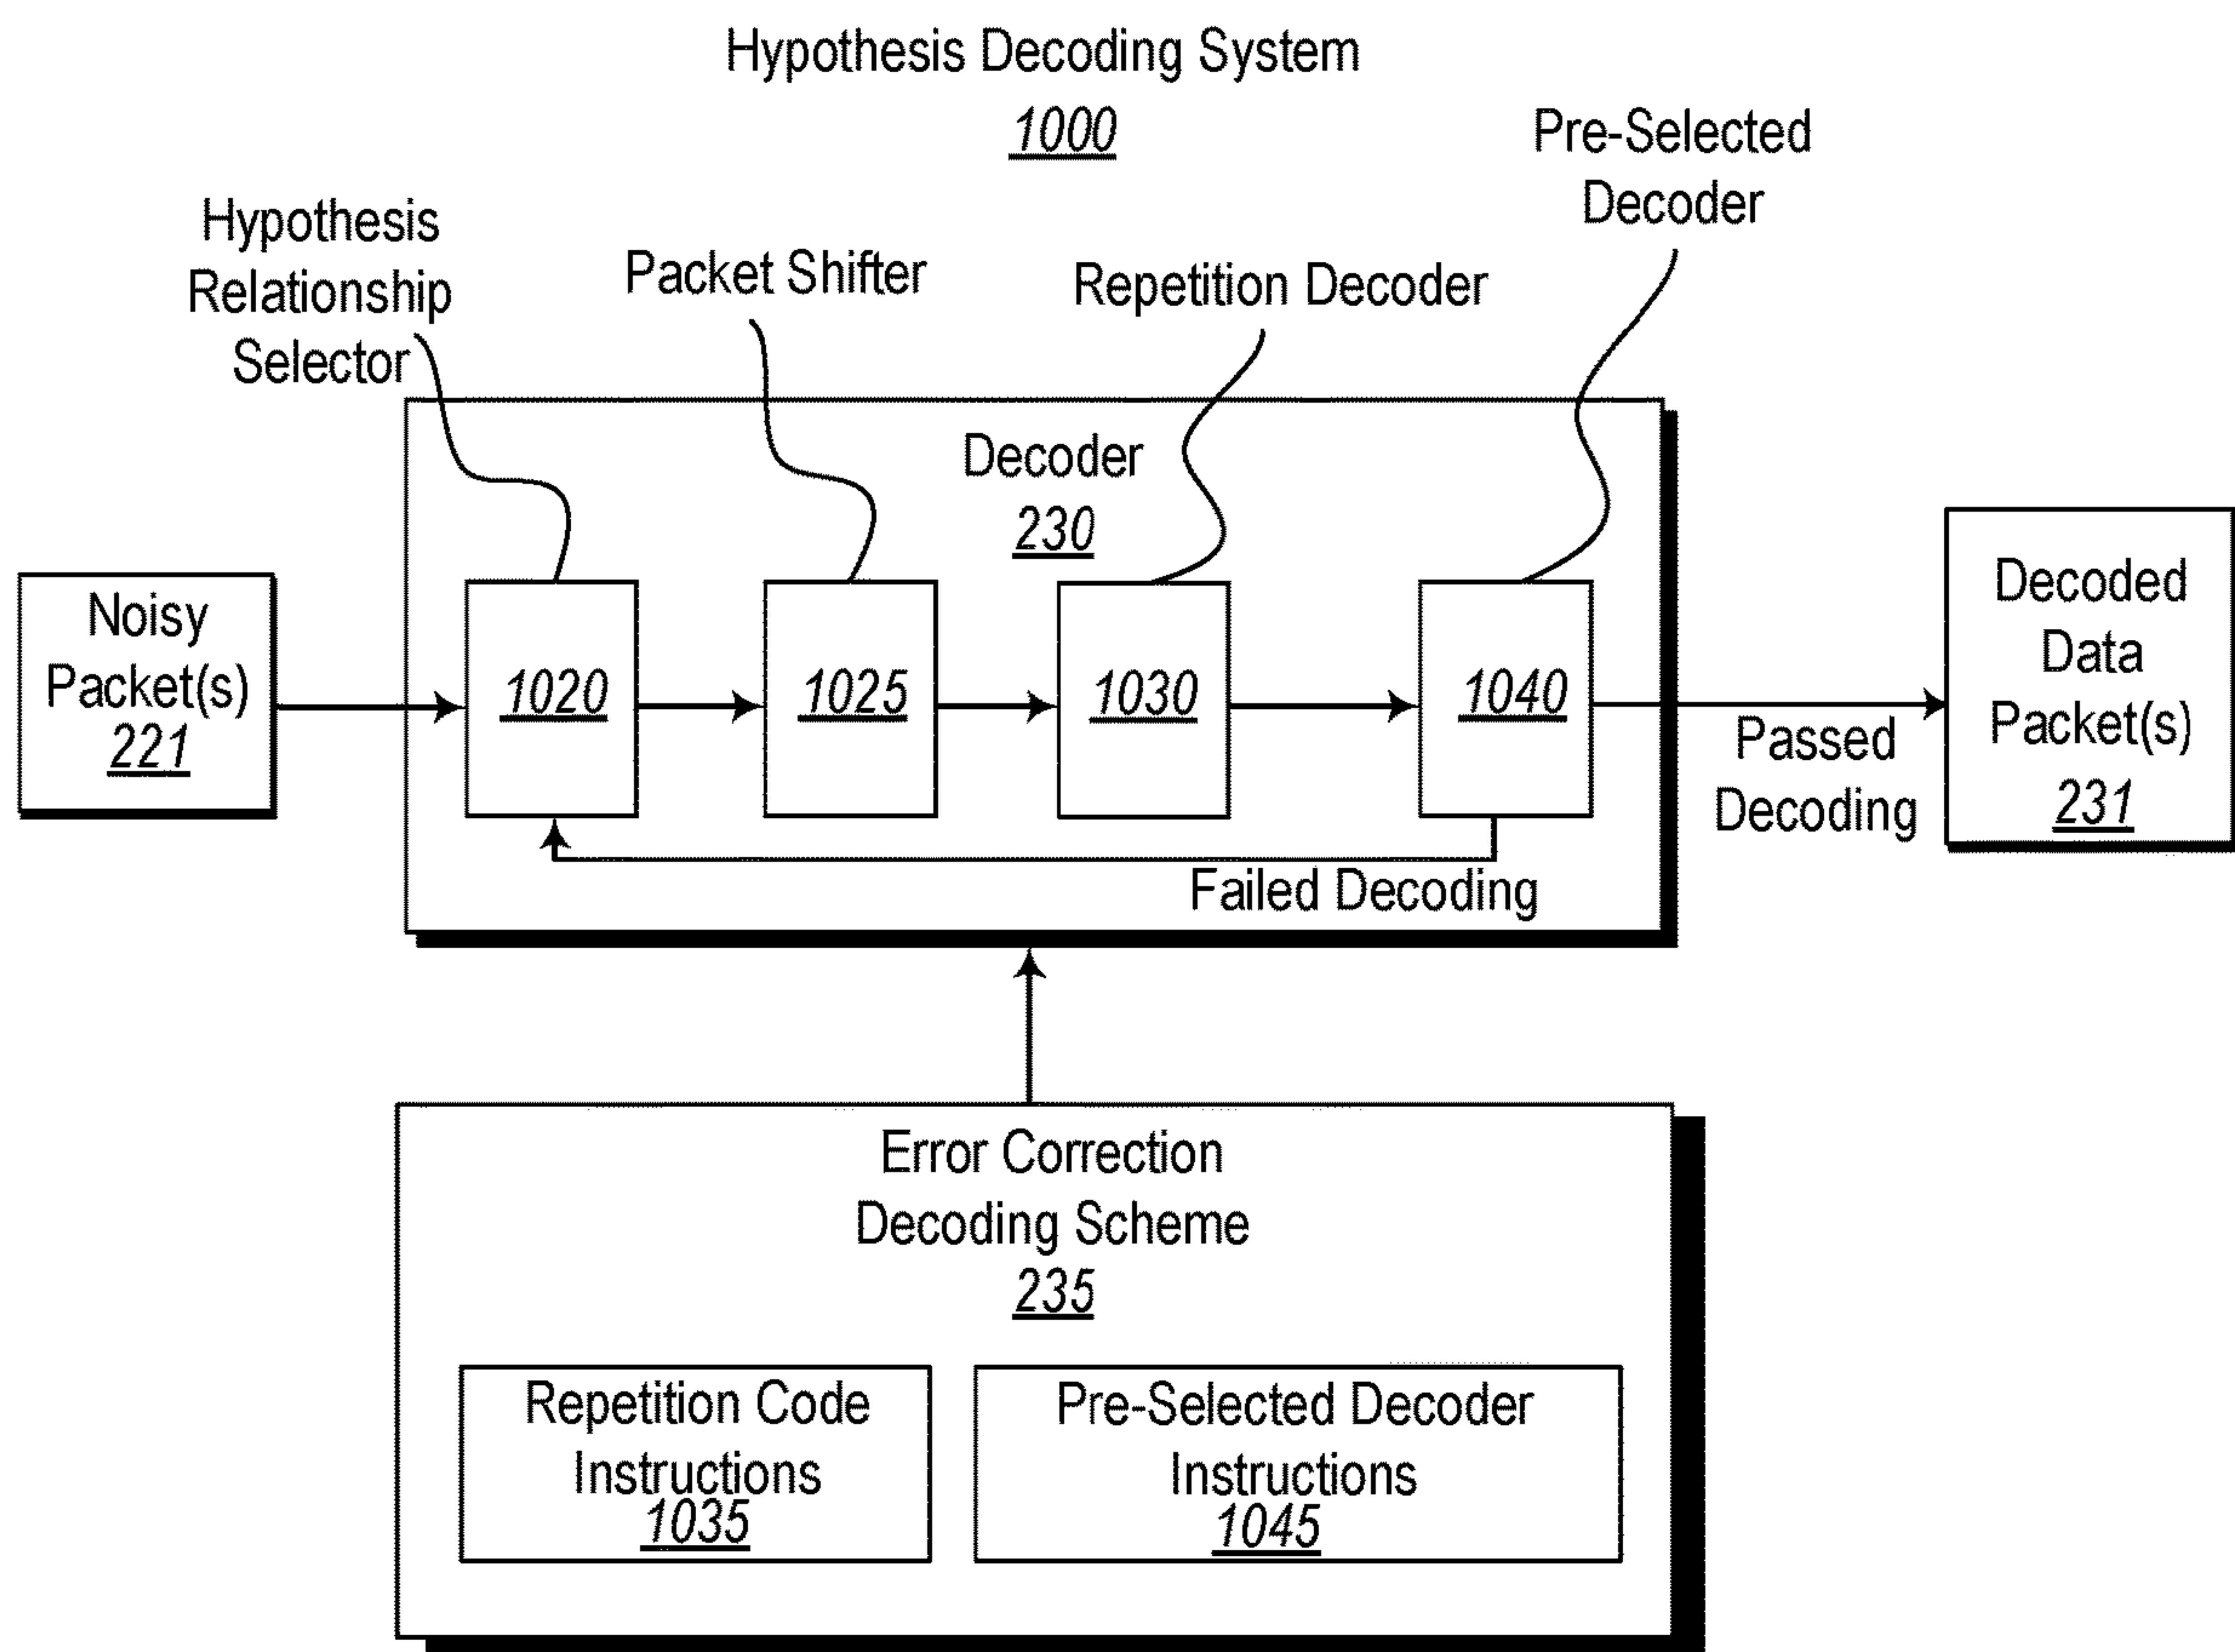 Hypothesis Decoding System
1000
Pre-Selected
Decoder
Hypothesis
Relationship
Selector
Packet Shifter
Repetition Decoder
Decoder
230
Noisy
Packet(s)
221
1020
1025
1030
1040
Passed
Decoding
Decoded
Data
Packet(s)
231
Failed Decoding
Error Correction
Decoding Scheme
235
Repetition Code
Instructions
1035
Pre-Selected Decoder
Instructions
1045